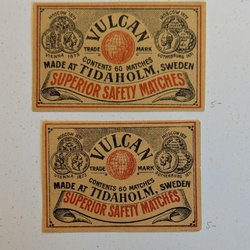 VULCAN
TRADE MARK
CONTENTS 60 MATCHES
MADE AT TIDAHOLM, SWEDEN
SUPERIOR SAFETY MATCHES
VULCAN
TRADE MARK
CONTENTS 60 MATCHES
MADE AT TIDAHOLM, SWEDEN
SUPERIOR SAFETY MATCHES